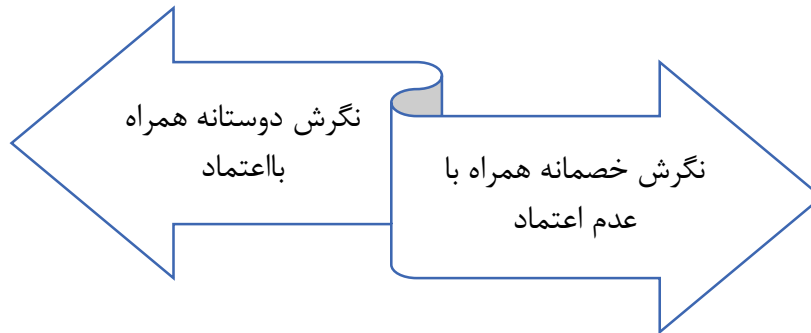 نگرش خصمانه همراه با
عدم اعتماد
نگرش دوستانه همراه
بااعتماد